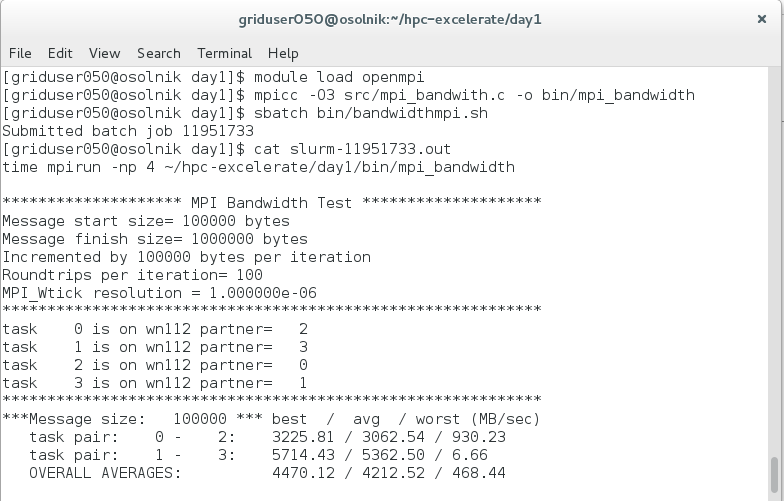 griduser050@osolnik:~/hpc-excelerate/day1
File Edit View Search Terminal Help
[griduser050@osolnik day1]$ module load openmpi
[griduser050@osolnik day1]$ mpicc -O3 src/mpi_bandwith.c -o bin/mpi_bandwidth
[griduser050@osolnik day1]$ sbatch bin/bandwidthmpi.sh
Submitted batch job 11951733
[griduser050@osolnik day1]$ cat slurm-11951733.out
time mpirun -np 4 ~/hpc-excelerate/day1/bin/mpi_bandwidth
******************** MPI Bandwidth Test ********************
Message start size= 100000 bytes
Message finish size= 1000000 bytes
Incremented by 100000 bytes per iteration
Roundtrips per iteration= 100
MPI_Wtick resolution = 1.000000e-06
************************************************************
task    0 is on wn112 partner=   2
task    1 is on wn112 partner=   3
task    2 is on wn112 partner=   0
task    3 is on wn112 partner=   1
************************************************************
***Message size:   100000 *** best  /  avg  / worst (MB/sec)
   task pair:    0 -    2:    3225.81 / 3062.54 / 930.23
   task pair:    1 -    3:    5714.43 / 5362.50 / 6.66
   OVERALL AVERAGES:          4470.12 / 4212.52 / 468.44